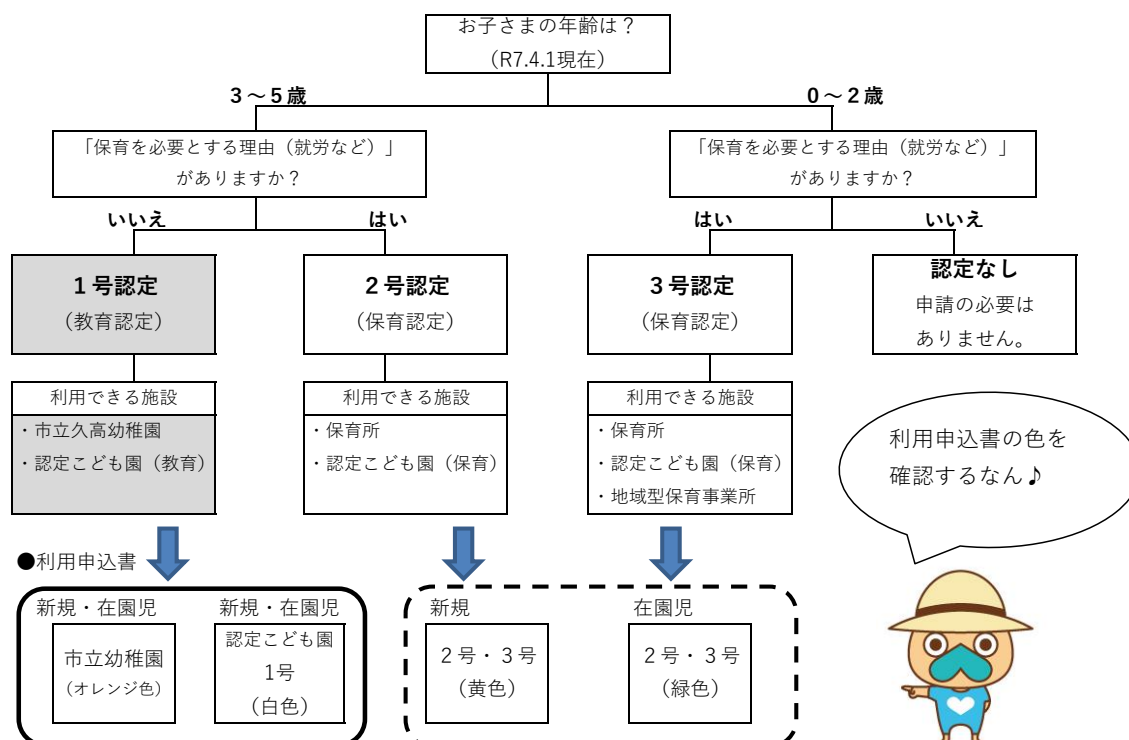 お子さまの年齢は？
（R7.4.1現在）
3～5歳
0～2歳
「保育を必要とする理由（就労など）」
がありますか？
「保育を必要とする理由（就労など）」
がありますか？
いいえ
はい
はい
いいえ
1号認定
（教育認定）
2号認定
（保育認定）
3号認定
（保育認定）
認定なし
申請の必要は
ありません。
利用できる施設
・市立久高幼稚園
・認定こども園（教育）
利用できる施設
・保育所
・認定こども園（保育）
利用できる施設
・保育所
・認定こども園（保育）
・地域型保育事業所
利用申込書の色を
確認するなん♪
●利用申込書
新規・在園児
市立幼稚園
（オレンジ色）
新規・在園児
認定こども園
1号
（白色）
新規
2号・3号
（黄色）
在園児
2号・3号
（緑色）